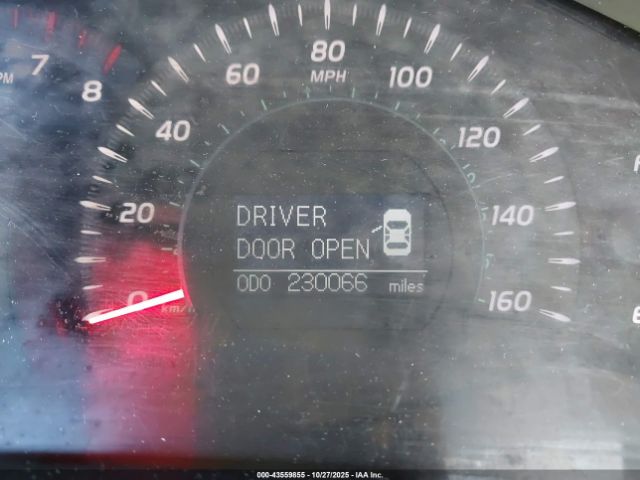 PM
7
8
0
20
40
60
80
100
120
140
160
MPH
km/
DRIVER
DOOR OPEN
ODO 230066 miles
F
000-43559855 - 10/27/2025 - IAA Inc.